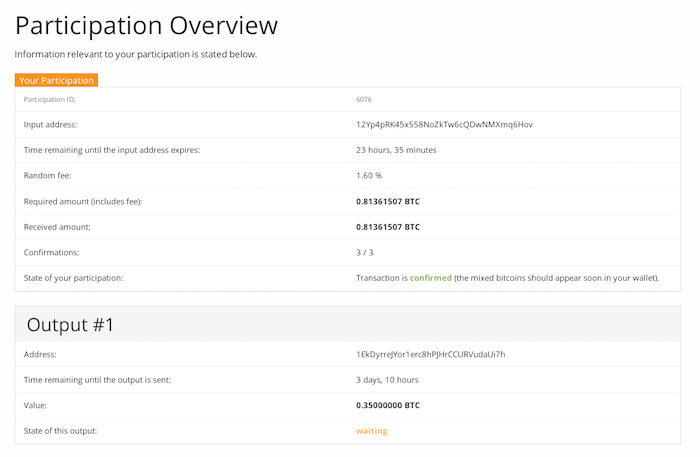 Participation Overview
Information relevant to your participation is stated below.
Your Participation
Participation ID: 6076
Input address: 12Yp4pRK45x558NoZkTw6cQDwNMXmq6Hov
Time remaining until the input address expires: 23 hours, 35 minutes
Random fee: 1.60 %
Required amount (includes fee): 0.81361507 BTC
Received amount: 0.81361507 BTC
Confirmations: 3 / 3
State of your participation: Transaction is confirmed (the mixed bitcoins should appear soon in your wallet).
Output #1
Address: 1EkDyrreJYor1erc8hPJHrCCURVudaUi7h
Time remaining until the output is sent: 3 days, 10 hours
Value: 0.35000000 BTC
State of this output: waiting